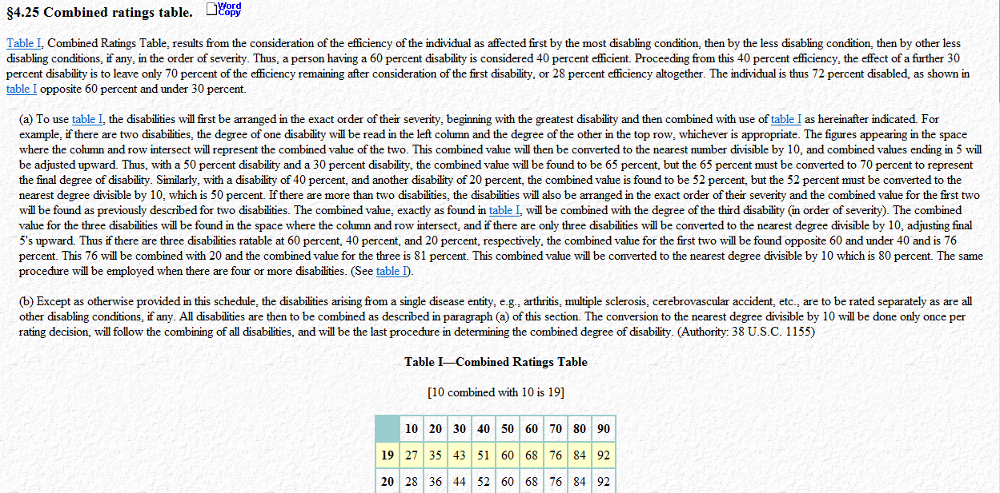 §4.25 Combined ratings table. Word Copy
Table I, Combined Ratings Table, results from the consideration of the efficiency of the individual as affected first by the most disabling condition, then by the less disabling condition, then by other less
disabling conditions, if any, in the order of severity. Thus, a person having a 60 percent disability is considered 40 percent efficient. Proceeding from this 40 percent efficiency, the effect of a further 30
percent disability is to leave only 70 percent of the efficiency remaining after consideration of the first disability, or 28 percent efficiency altogether. The individual is thus 72 percent disabled, as shown in
table I opposite 60 percent and under 30 percent.
(a) To use table I, the disabilities will first be arranged in the exact order of their severity, beginning with the greatest disability and then combined with use of table I as hereinafter indicated. For
example, if there are two disabilities, the degree of one disability will be read in the left column and the degree of the other in the top row, whichever is appropriate. The figures appearing in the space
where the column and row intersect will represent the combined value of the two. This combined value will then be converted to the nearest number divisible by 10, and combined values ending in 5 will
be adjusted upward. Thus, with a 50 percent disability and a 30 percent disability, the combined value will be found to be 65 percent, but the 65 percent must be converted to 70 percent to represent
the final degree of disability. Similarly, with a disability of 40 percent, and another disability of 20 percent, the combined value is found to be 52 percent, but the 52 percent must be converted to the
nearest degree divisible by 10, which is 50 percent. If there are more than two disabilities, the disabilities will also be arranged in the exact order of their severity and the combined value for the first two
will be found as previously described for two disabilities. The combined value, exactly as found in table I, will be combined with the degree of the third disability (in order of severity). The combined
value for the three disabilities will be found in the space where the column and row intersect, and if there are only three disabilities will be converted to the nearest degree divisible by 10, adjusting final
5's upward. Thus if there are three disabilities ratable at 60 percent, 40 percent, and 20 percent, respectively, the combined value for the first two will be found opposite 60 and under 40 and is 76
percent. This 76 will be combined with 20 and the combined value for the three is 81 percent. This combined value will be converted to the nearest degree divisible by 10 which is 80 percent. The same
procedure will be employed when there are four or more disabilities. (See table I).
(b) Except as otherwise provided in this schedule, the disabilities arising from a single disease entity, e.g., arthritis, multiple sclerosis, cerebrovascular accident, etc., are to be rated separately as are all
other disabling conditions, if any. All disabilities are then to be combined as described in paragraph (a) of this section. The conversion to the nearest degree divisible by 10 will be done only once per
rating decision, will follow the combining of all disabilities, and will be the last procedure in determining the combined degree of disability. (Authority: 38 U.S.C. 1155)
Table I—Combined Ratings Table
[10 combined with 10 is 19]
10 20 30 40 50 60 70 80 90
19 27 35 43 51 60 68 76 84 92
20 28 36 44 52 60 68 76 84 92